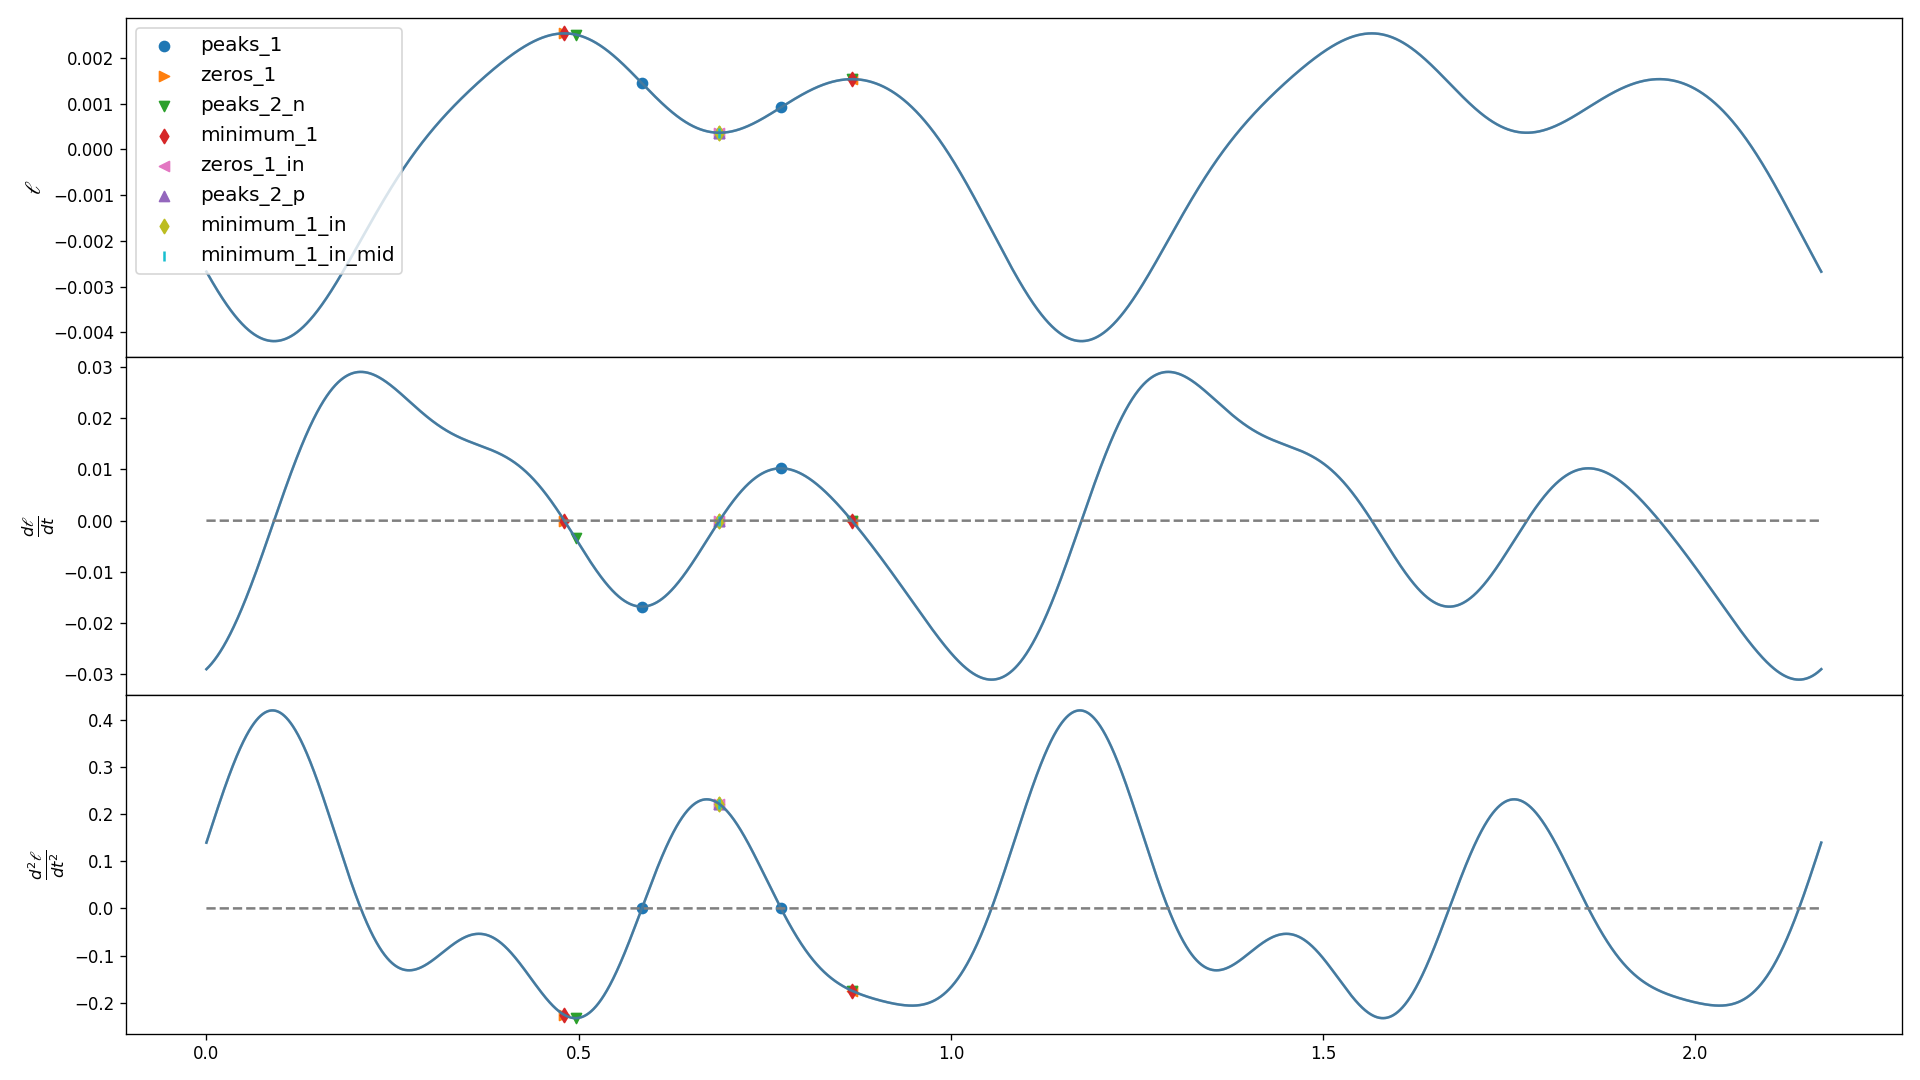 peaks_1
zeros_1
peaks_2_n
minimum_1
zeros_1_in
peaks_2_p
minimum_1_in
minimum_1_in_mid
0.002
0.001
0.000
−0.001
−0.002
−0.003
−0.004
ℓ
0.03
0.02
0.01
0.00
−0.01
−0.02
−0.03
dℓ
dt
0.4
0.3
0.2
0.1
0.0
−0.1
−0.2
d²ℓ
dt²
0.0 0.5 1.0 1.5 2.0